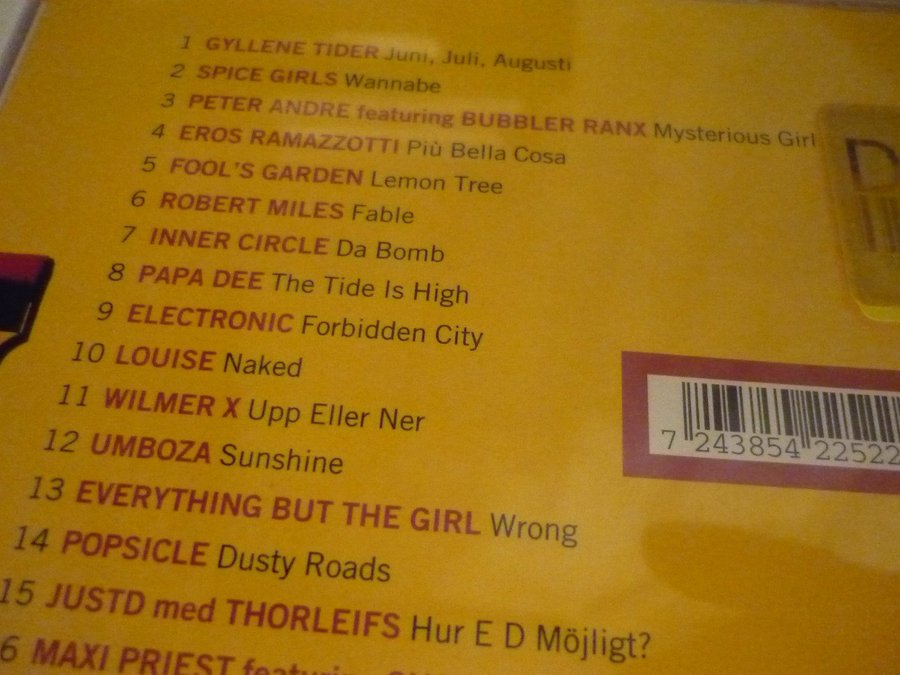 1 GYLLENE TIDER Juni, Juli, Augusti
2 SPICE GIRLS Wannabe
3 PETER ANDRE featuring BUBBLER RANX Mysterious Girl
4 EROS RAMAZZOTTI Più Bella Cosa
5 FOOL'S GARDEN Lemon Tree
6 ROBERT MILES Fable
7 INNER CIRCLE Da Bomb
8 PAPA DEE The Tide Is High
9 ELECTRONIC Forbidden City
10 LOUISE Naked
11 WILMER X Upp Eller Ner
12 UMBOZA Sunshine
13 EVERYTHING BUT THE GIRL Wrong
14 POPSICLE Dusty Roads
15 JUSTD med THORLEIFS Hur E D Möjligt?
6 MAXI PRIEST featuring
7 243854 22522